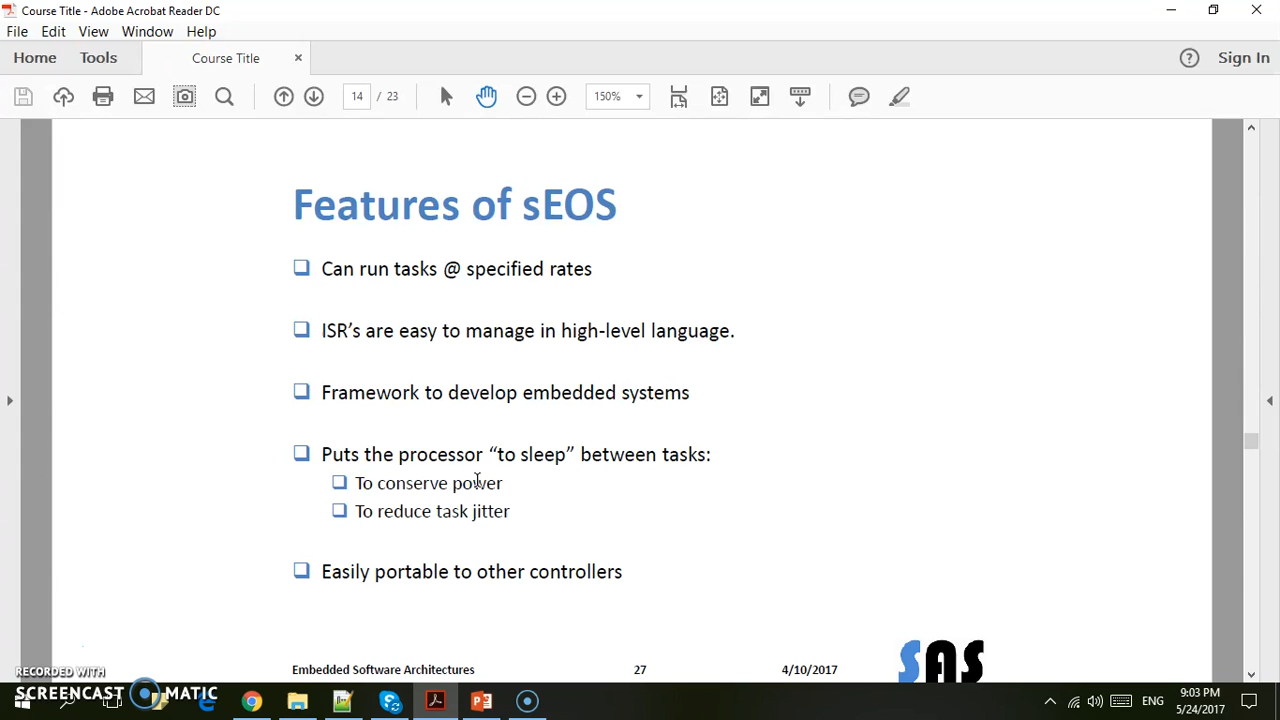 Course Title - Adobe Acrobat Reader DC
File Edit View Window Help
Home Tools Course Title Sign In
14 / 23 150%
Features of sEOS
Can run tasks @ specified rates
ISR's are easy to manage in high-level language.
Framework to develop embedded systems
Puts the processor “to sleep” between tasks:
To conserve power
To reduce task jitter
Easily portable to other controllers
Embedded Software Architectures 27 4/10/2017 SAS
RECORDED WITH
SCREENCAST MATIC
ENG 9:03 PM
5/24/2017